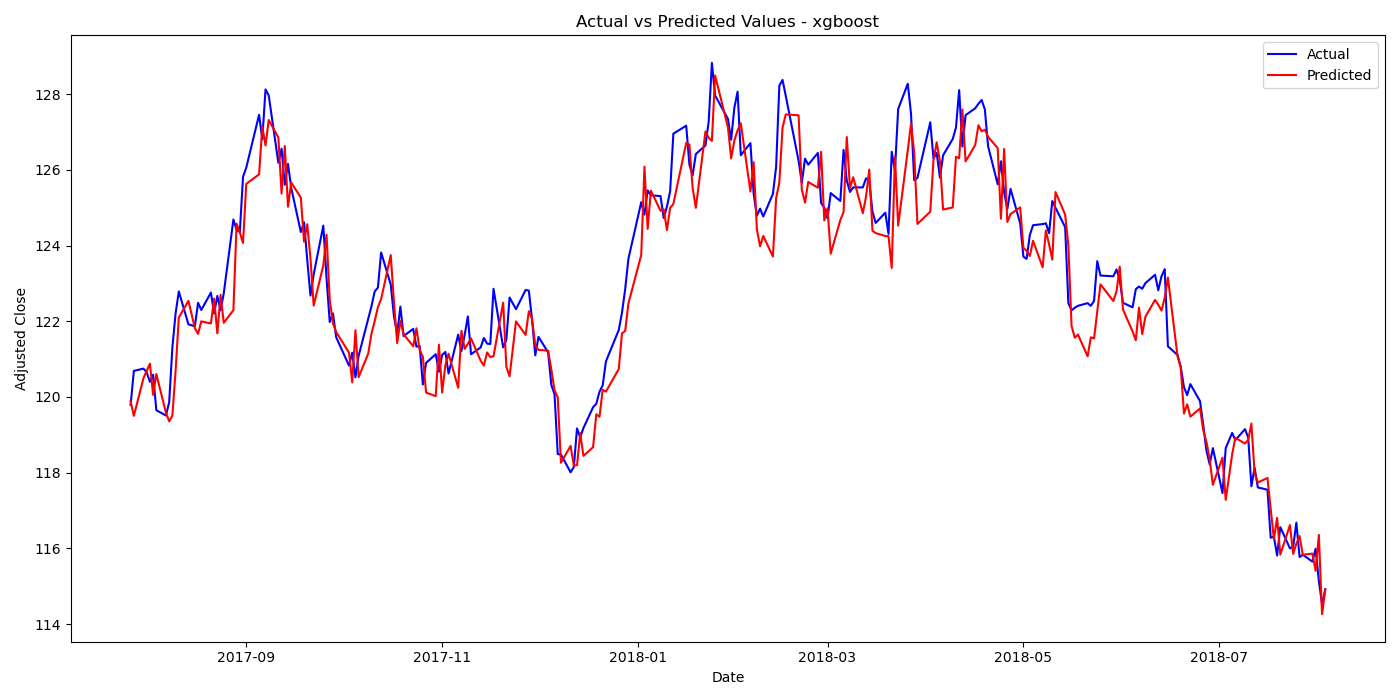 Actual vs Predicted Values - xgboost
Actual
Predicted
128
126
124
122
120
118
116
114
Adjusted Close
2017-09
2017-11
2018-01
2018-03
2018-05
2018-07
Date